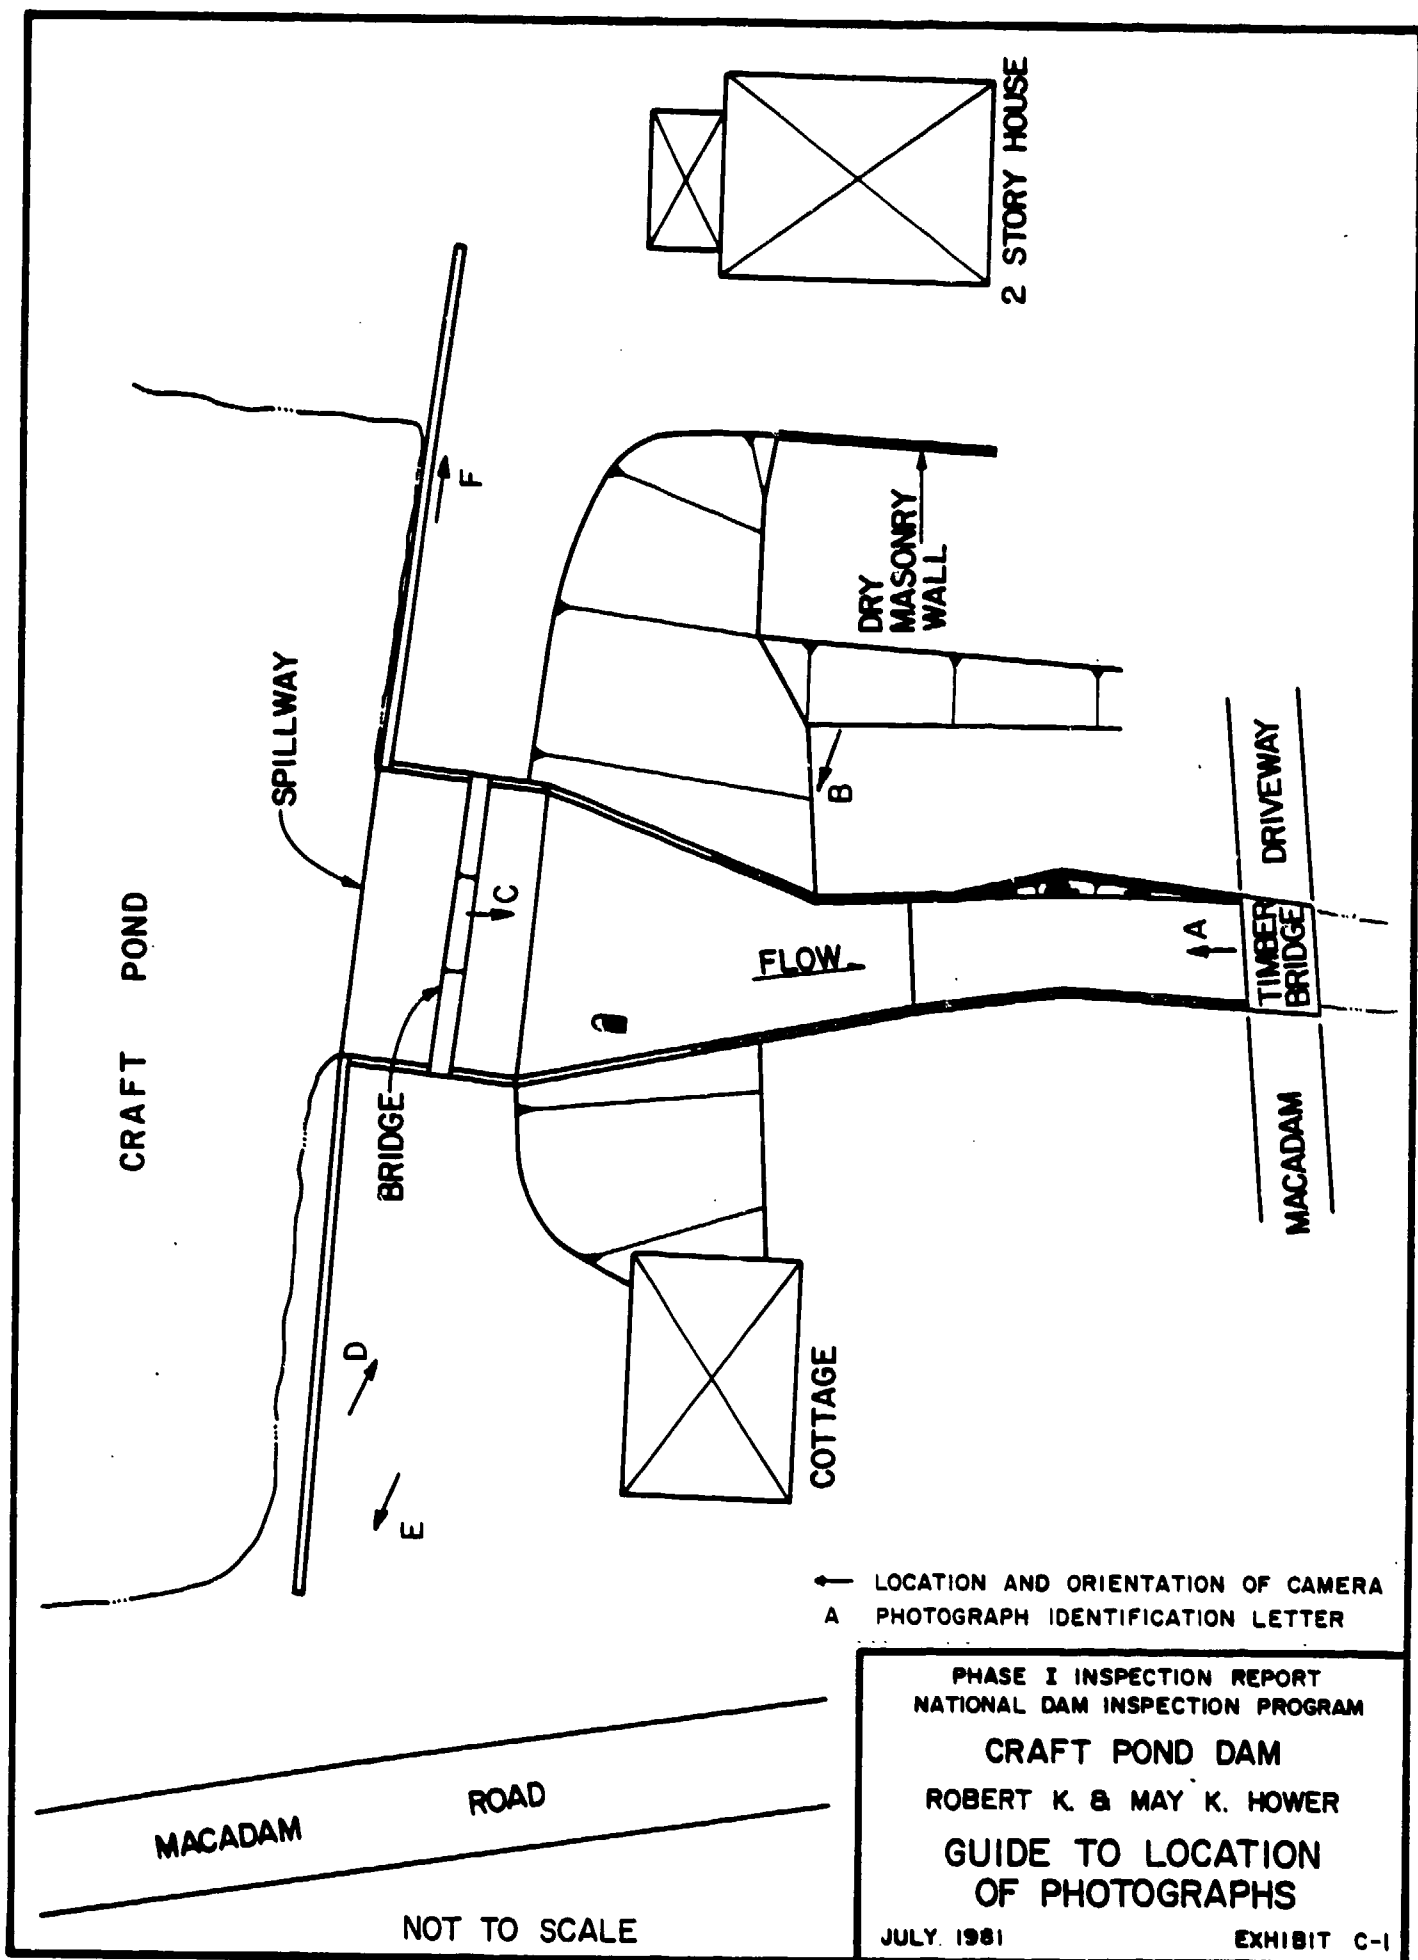 2 STORY HOUSE
F
SPILLWAY
DRY
MASONRY
WALL
B
DRIVEWAY
CRAFT POND
C
A
FLOW
TIMBER
BRIDGE
BRIDGE
MACADAM
D
COTTAGE
E
LOCATION AND ORIENTATION OF CAMERA
A PHOTOGRAPH IDENTIFICATION LETTER
MACADAM ROAD
NOT TO SCALE
PHASE I INSPECTION REPORT
NATIONAL DAM INSPECTION PROGRAM
CRAFT POND DAM
ROBERT K. & MAY K. HOWER
GUIDE TO LOCATION
OF PHOTOGRAPHS
JULY 1981 EXHIBIT C-1